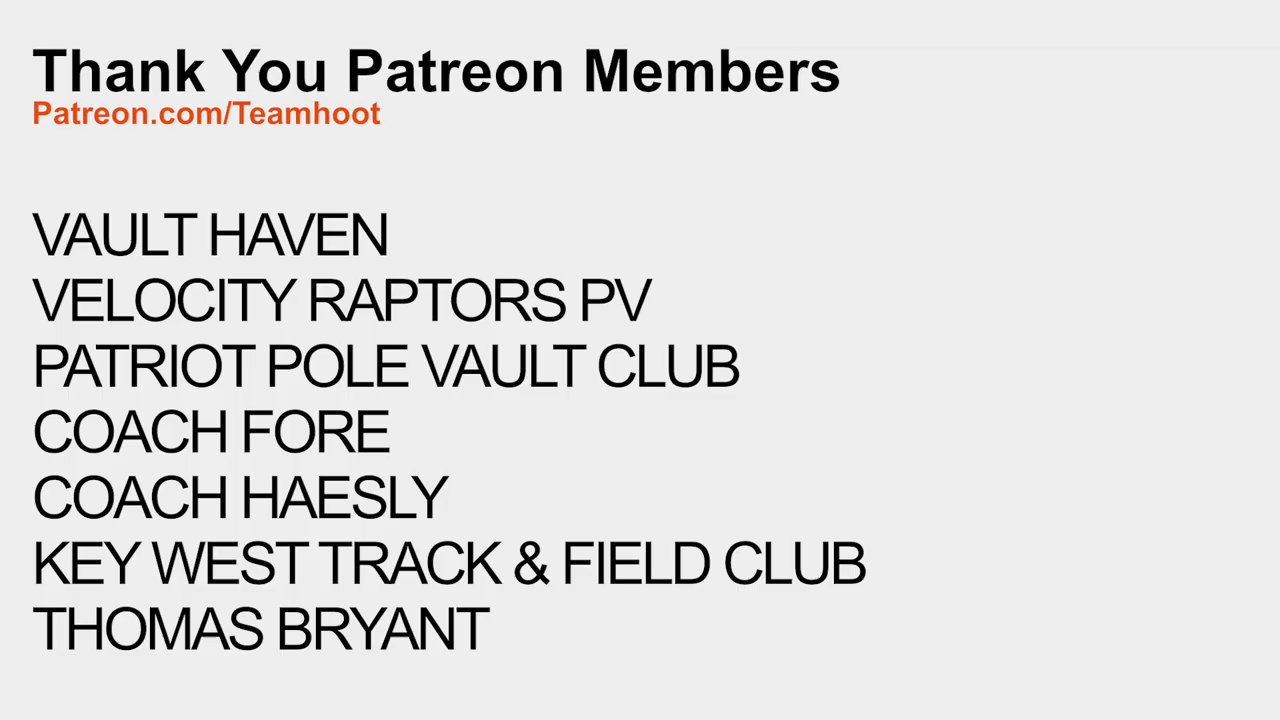 Thank You Patreon Members
Patreon.com/Teamhoot
VAULT HAVEN
VELOCITY RAPTORS PV
PATRIOT POLE VAULT CLUB
COACH FORE
COACH HAESLY
KEY WEST TRACK & FIELD CLUB
THOMAS BRYANT